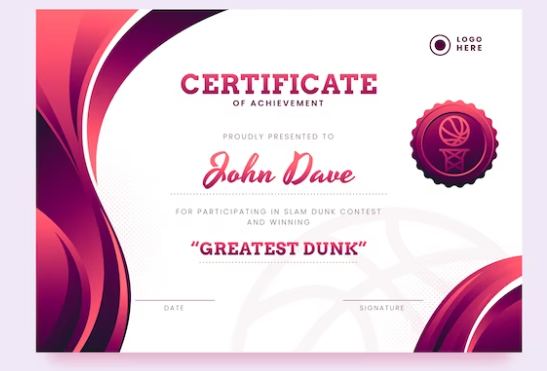 LOGO
HERE
CERTIFICATE
OF ACHIEVEMENT
PROUDLY PRESENTED TO
John Dave
FOR PARTICIPATING IN SLAM DUNK CONTEST
AND WINNING
“GREATEST DUNK”
DATE
SIGNATURE